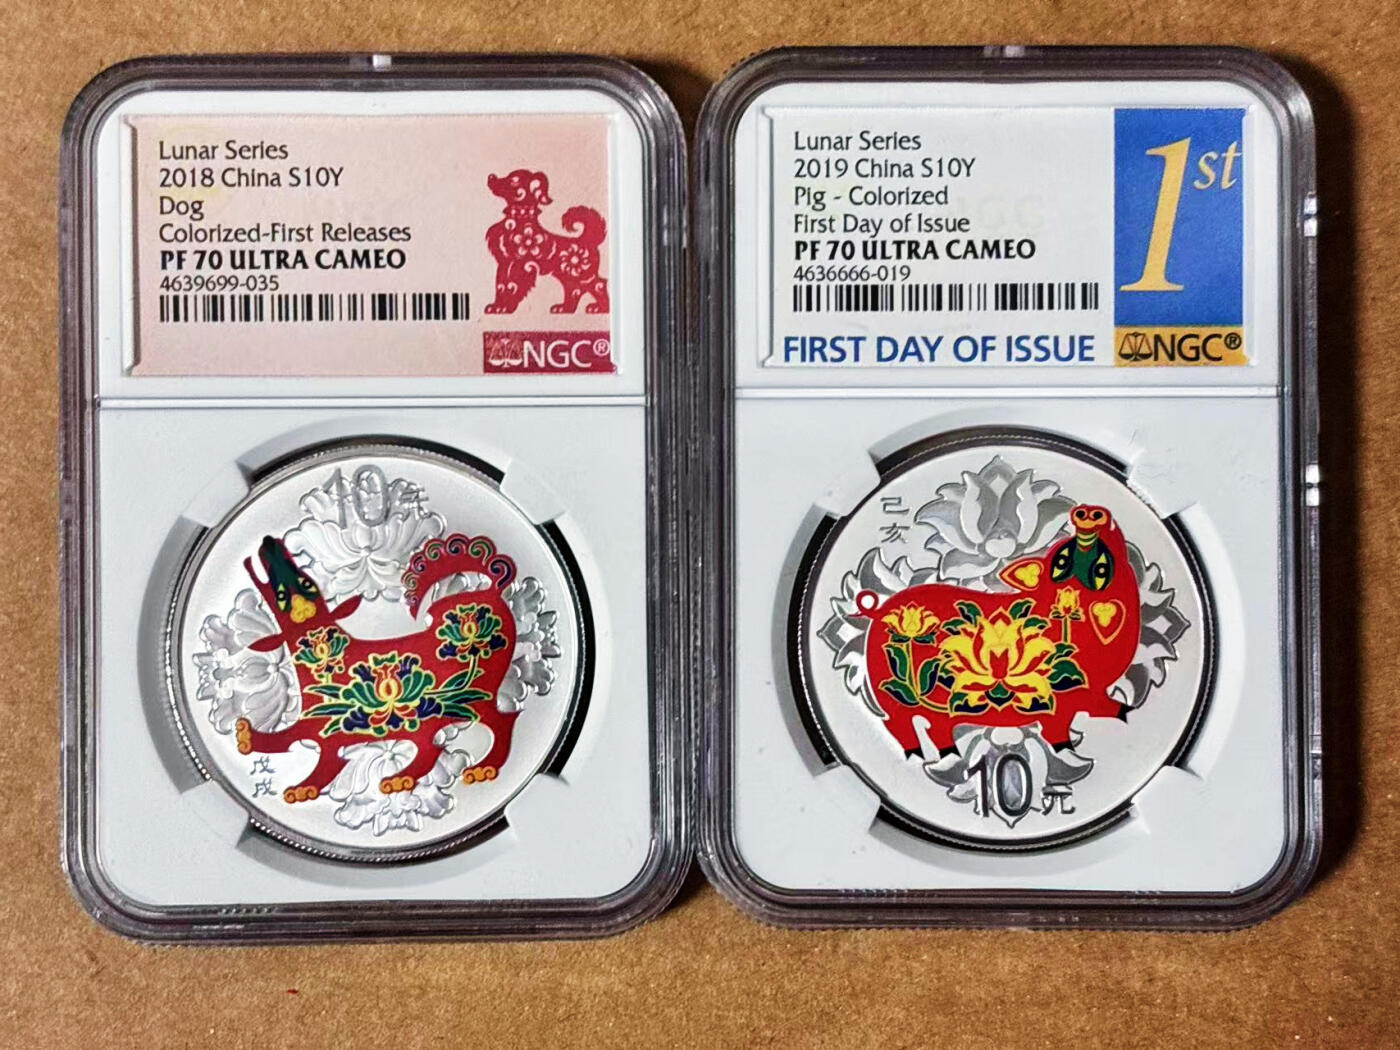 Lunar Series
2018 China S10Y
Dog
Colorized-First Releases
PF 70 ULTRA CAMEO
4639699-035
NGC®
10元
戊
戌
Lunar Series
2019 China S10Y
Pig - Colorized
First Day of Issue
PF 70 ULTRA CAMEO
4636666-019
FIRST DAY OF ISSUE
1st
NGC®
己
亥
10元